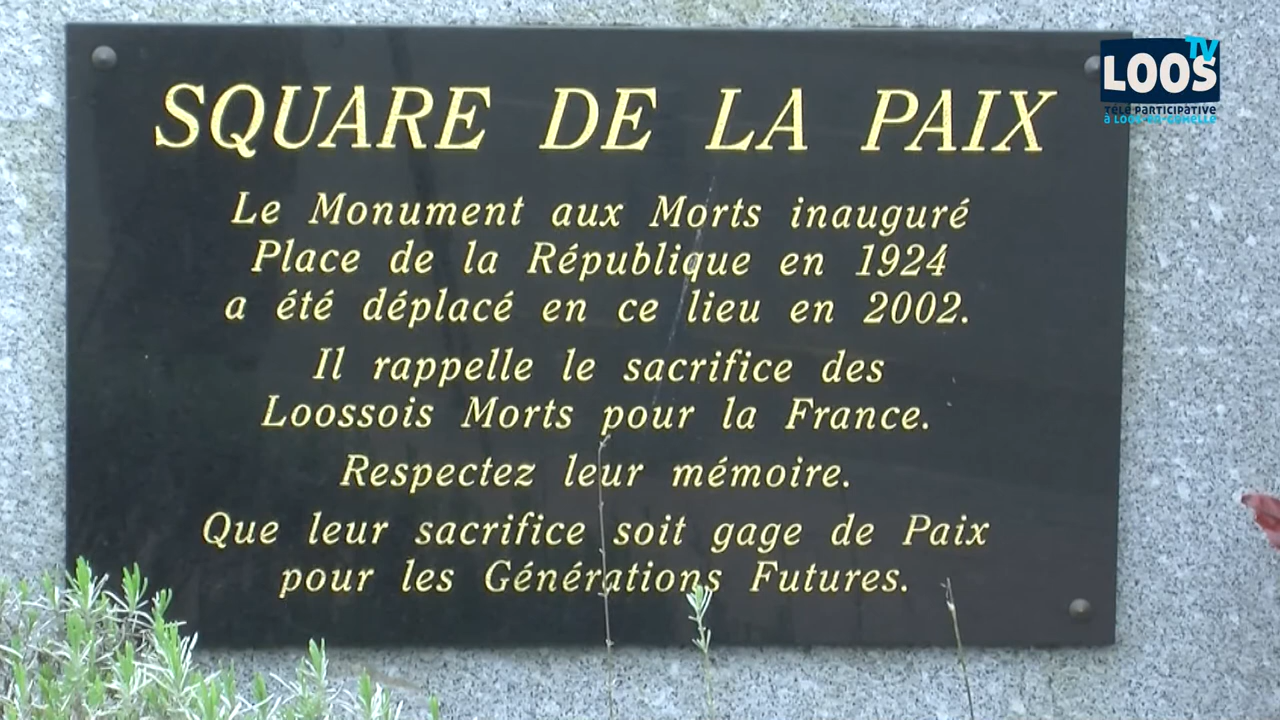 SQUARE DE LA PAIX
Le Monument aux Morts inauguré
Place de la République en 1924
a été déplacé en ce lieu en 2002.
Il rappelle le sacrifice des
Loossois Morts pour la France.
Respectez leur mémoire.
Que leur sacrifice soit gage de Paix
pour les Générations Futures.
TV
LOOS
TÉLÉ PARTICIPATIVE
À LOOS-EN-GOHELLE